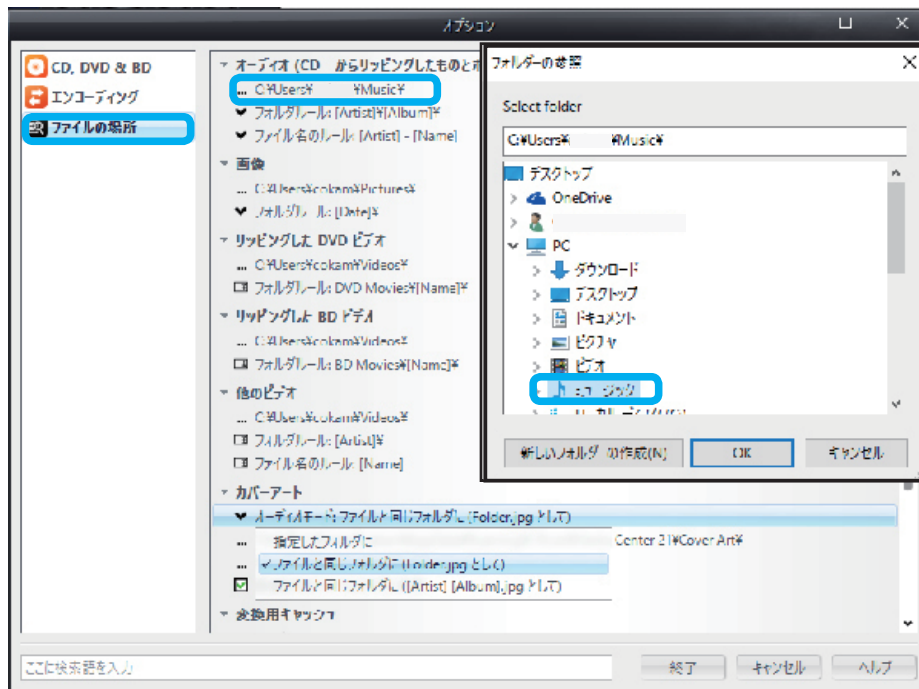 オプション
CD, DVD & BD
エンコーディング
ファイルの場所
オーディオ (CD からリッピングしたものとオ
... C:¥Users¥ ¥Music¥
フォルダルール: [Artist]¥[Album]¥
ファイル名のルール: [Artist] - [Name]
画像
... C:¥Users¥cokam¥Pictures¥
フォルダルール: [Date]¥
リッピングした DVD ビデオ
... C:¥Users¥cokam¥Videos¥
フォルダルール: DVD Movies¥[Name]¥
リッピングした BD ビデオ
... C:¥Users¥cokam¥Videos¥
フォルダルール: BD Movies¥[Name]¥
他のビデオ
... C:¥Users¥cokam¥Videos¥
フォルダルール: [Artist]¥
ファイル名のルール: [Name]
カバーアート
オーディオモード: ファイルと同じフォルダに (Folder.jpg として)
... 指定したフォルダに Center 21¥Cover Art¥
... ✓ファイルと同じフォルダに (Folder.jpg として)
ファイルと同じフォルダに ([Artist] [Album].jpg として)
変換用キャッシュ
ここに検索語を入力
終了
キャンセル
ヘルプ
フォルダーの参照
Select folder
C:¥Users¥ ¥Music¥
デスクトップ
OneDrive
PC
ダウンロード
デスクトップ
ドキュメント
ピクチャ
ビデオ
ミュージック
新しいフォルダーの作成(N)
OK
キャンセル